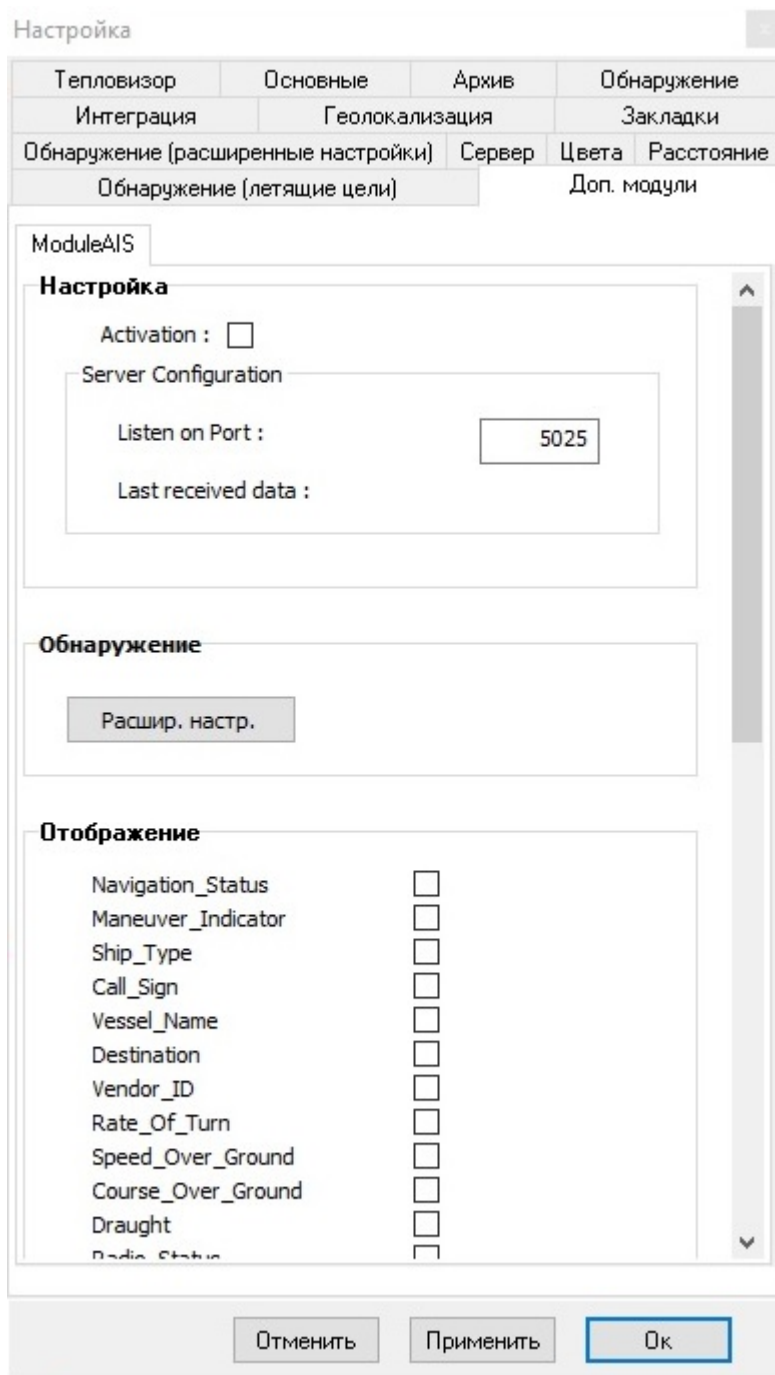 Настройка
Тепловизор Основные Архив Обнаружение
Интеграция Геолокализация Закладки
Обнаружение (расширенные настройки) Сервер Цвета Расстояние
Обнаружение (летящие цели) Доп. модули
ModuleAIS
Настройка
Activation :
Server Configuration
Listen on Port : 5025
Last received data :
Обнаружение
Расшир. настр.
Отображение
Navigation_Status
Maneuver_Indicator
Ship_Type
Call_Sign
Vessel_Name
Destination
Vendor_ID
Rate_Of_Turn
Speed_Over_Ground
Course_Over_Ground
Draught
Radio_Status
Отменить Применить Ок